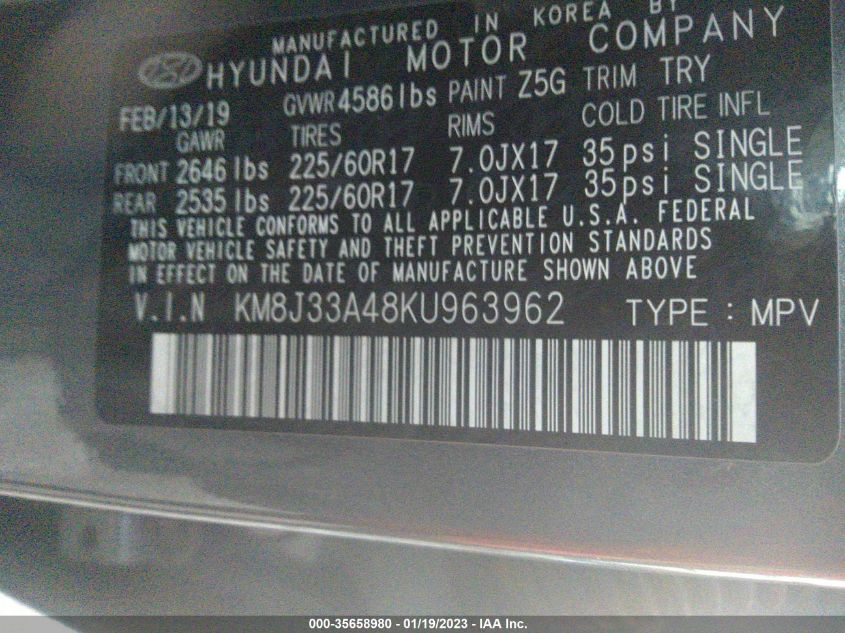 MANUFACTURED IN KOREA BY
HYUNDAI MOTOR COMPANY
FEB/13/19 GVWR 4586 lbs PAINT Z5G TRIM TRY
GAWR TIRES RIMS COLD TIRE INFL
FRONT 2646 lbs 225/60R17 7.0JX17 35psi SINGLE
REAR 2535 lbs 225/60R17 7.0JX17 35psi SINGLE
THIS VEHICLE CONFORMS TO ALL APPLICABLE U.S.A. FEDERAL
MOTOR VEHICLE SAFETY AND THEFT PREVENTION STANDARDS
IN EFFECT ON THE DATE OF MANUFACTURE SHOWN ABOVE
V.I.N KM8J33A48KU963962 TYPE : MPV
000-35658980 - 01/19/2023 - IAA Inc.